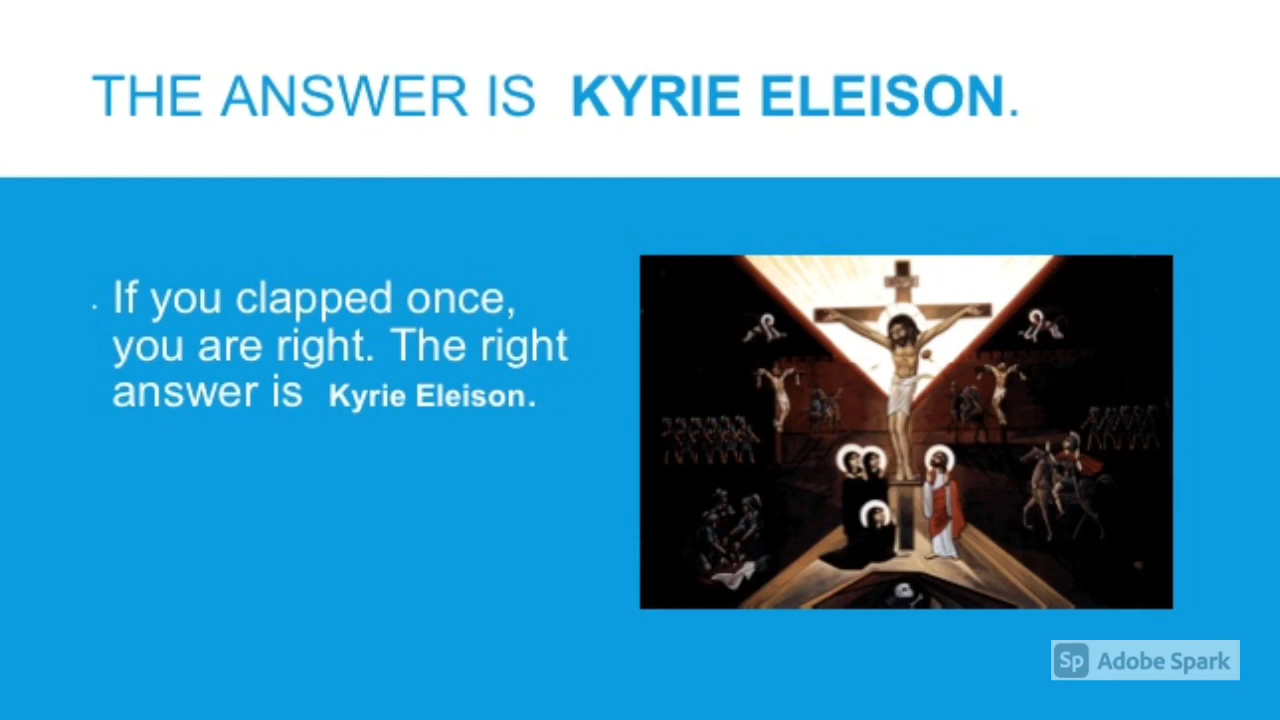 THE ANSWER IS KYRIE ELEISON.
If you clapped once,
you are right. The right
answer is Kyrie Eleison.
Sp Adobe Spark